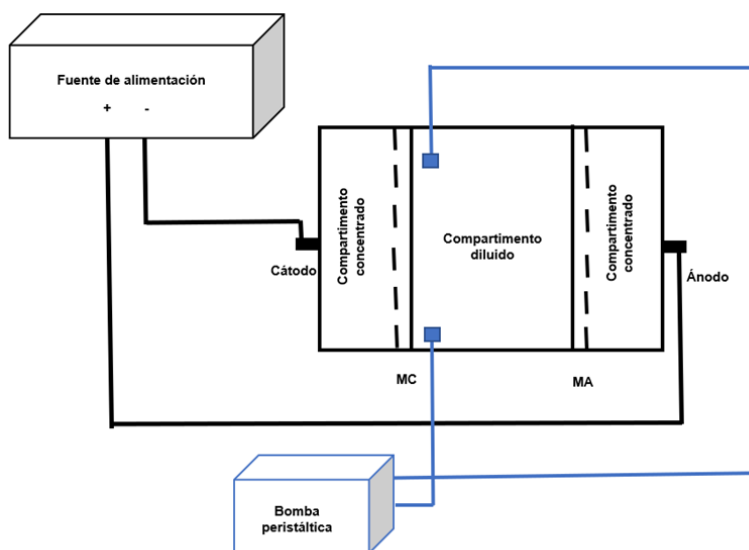 Fuente de alimentación
+ -
Compartimento
concentrado
Compartimento
diluido
Compartimento
concentrado
Cátodo
Ánodo
MC
MA
Bomba
peristáltica